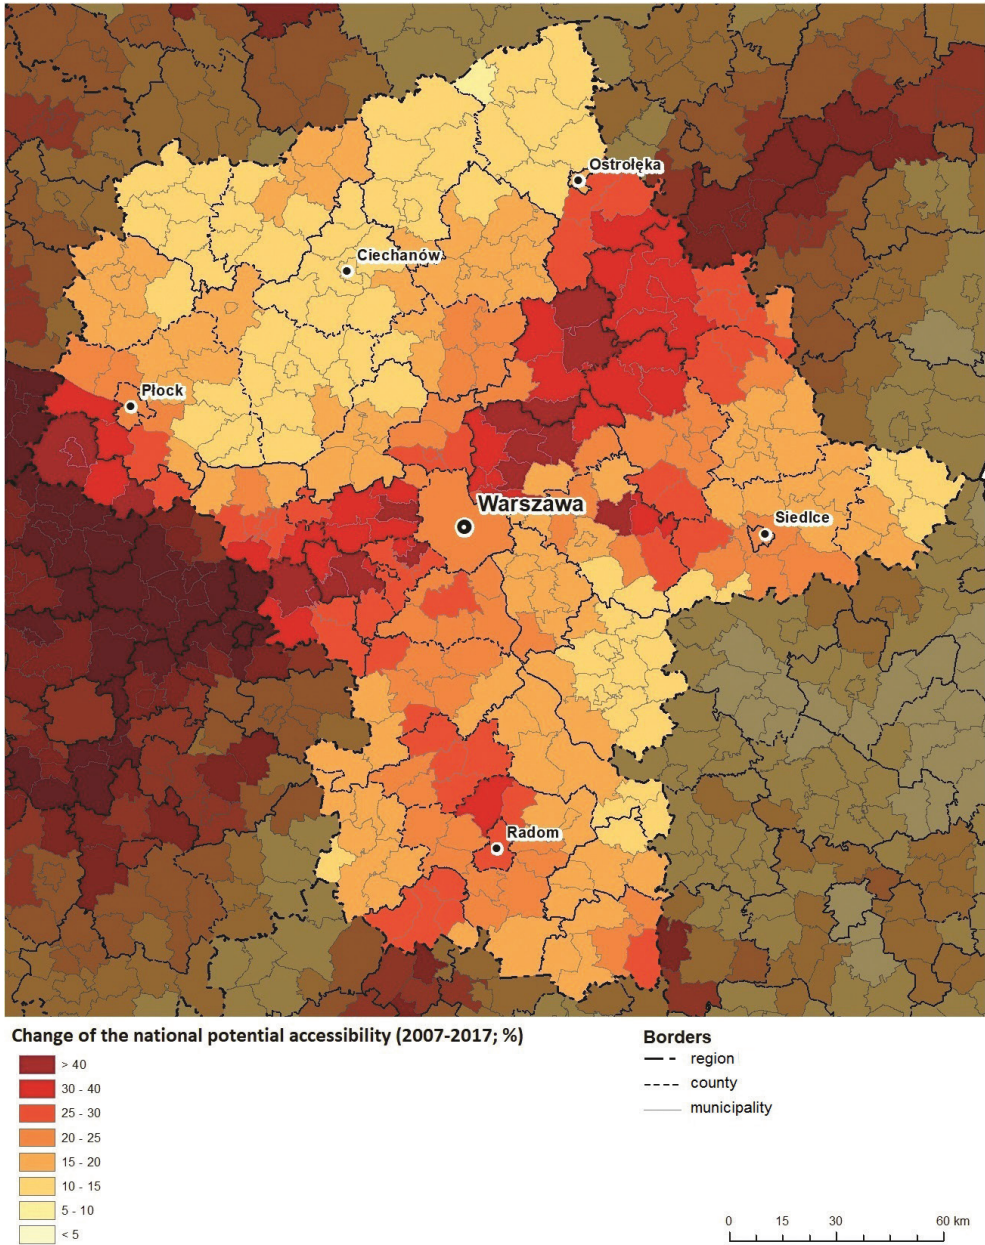 Ostrołęka
Ciechanów
Płock
Warszawa
Siedlce
Radom
Change of the national potential accessibility (2007-2017; %)
> 40
30 - 40
25 - 30
20 - 25
15 - 20
10 - 15
5 - 10
< 5
Borders
region
county
municipality
0 15 30 60 km